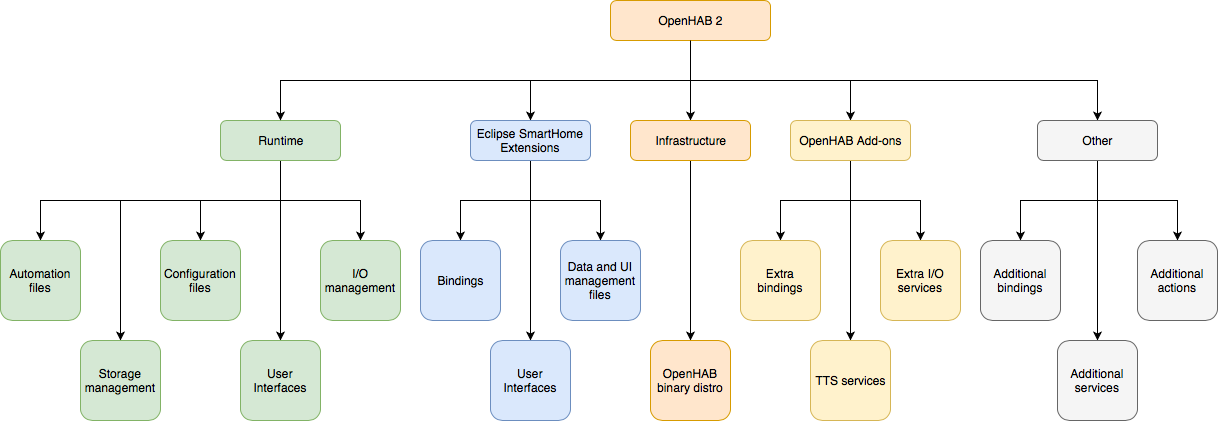 OpenHAB 2
Runtime
Eclipse SmartHome
Extensions
Infrastructure
OpenHAB Add-ons
Other
Automation
files
Configuration
files
I/O
management
Bindings
Data and UI
management
files
Extra
bindings
Extra I/O
services
Additional
bindings
Additional
actions
Storage
management
User
Interfaces
User
Interfaces
OpenHAB
binary distro
TTS services
Additional
services